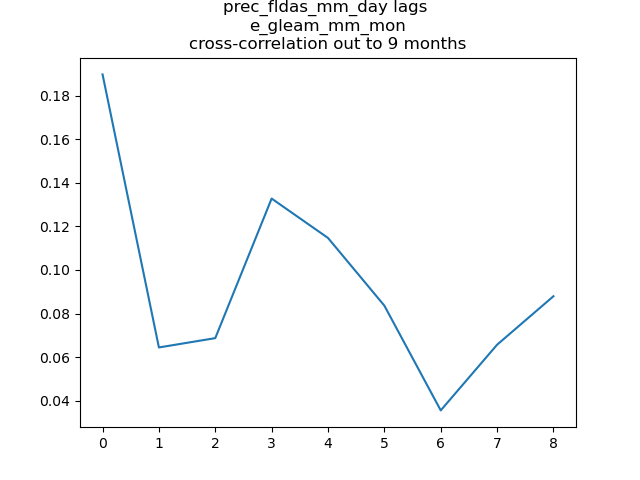 prec_fldas_mm_day lags
e_gleam_mm_mon
cross-correlation out to 9 months
0.18
0.16
0.14
0.12
0.10
0.08
0.06
0.04
0 1 2 3 4 5 6 7 8